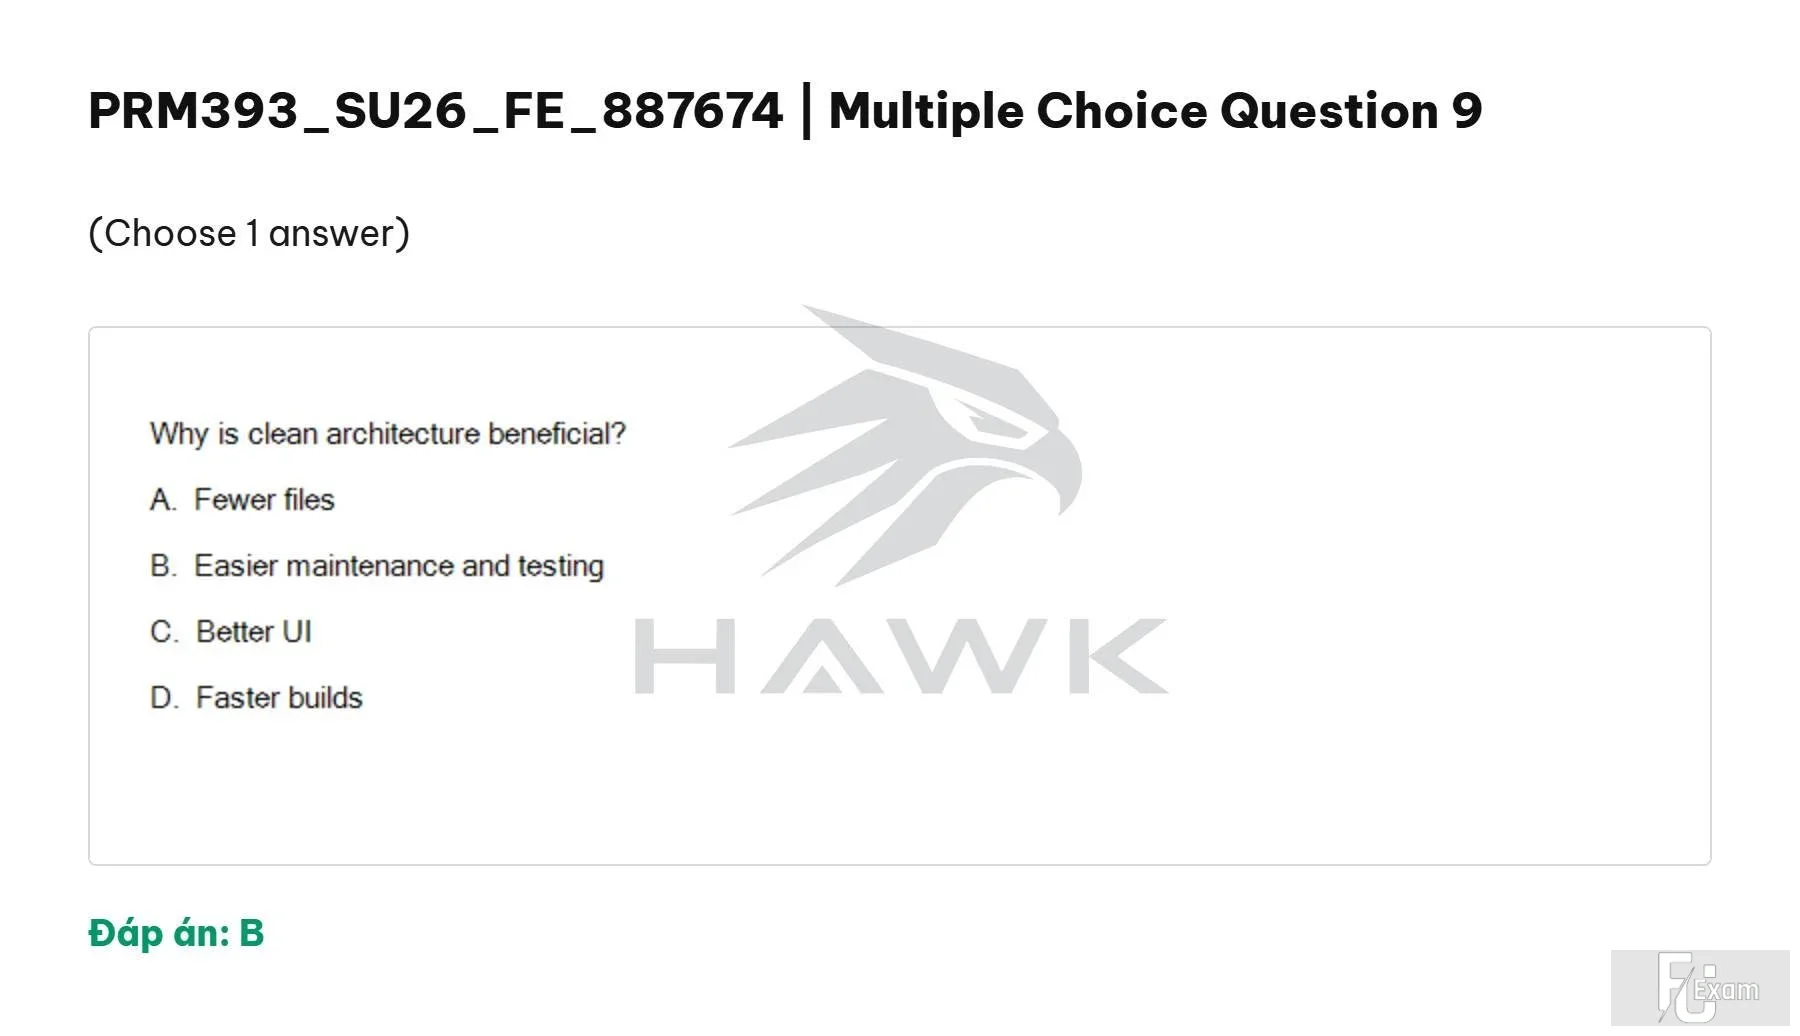 PRM393_SU26_FE_887674 | Multiple Choice Question 9
(Choose 1 answer)
Why is clean architecture beneficial?
A. Fewer files
B. Easier maintenance and testing
C. Better UI
D. Faster builds
HAWK
Đáp án: B
FU Exam